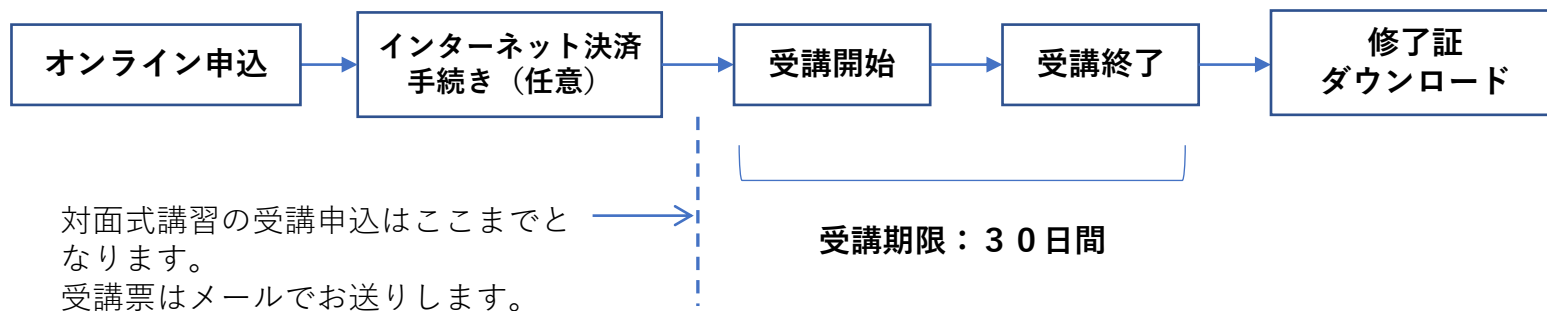 オンライン申込
インターネット決済
手続き（任意）
受講開始
受講終了
修了証
ダウンロード
対面式講習の受講申込はここまでと
なります。
受講票はメールでお送りします。
受講期限：３０日間